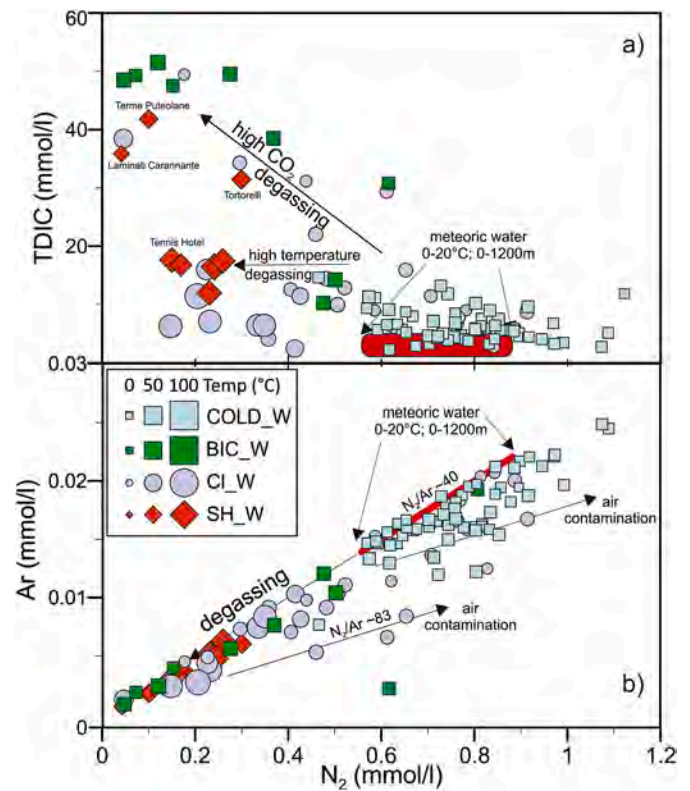 60
a)
Terme Puteolane
high CO2
degassing
40
Laminati Carannante
Tortorelli
TDIC (mmol/l)
meteoric water
0-20°C; 0-1200m
Tennis Hotel
20
high temperature
degassing
0.03
0 50 100 Temp (°C)
COLD_W
BIC_W
CI_W
SH_W
meteoric water
0-20°C; 0-1200m
N2/Ar ~40
0.02
air
contamination
Ar (mmol/l)
degassing
0.01
N2/Ar ~83
air
contamination
b)
0
0 0.2 0.4 0.6 0.8 1 1.2
N2 (mmol/l)